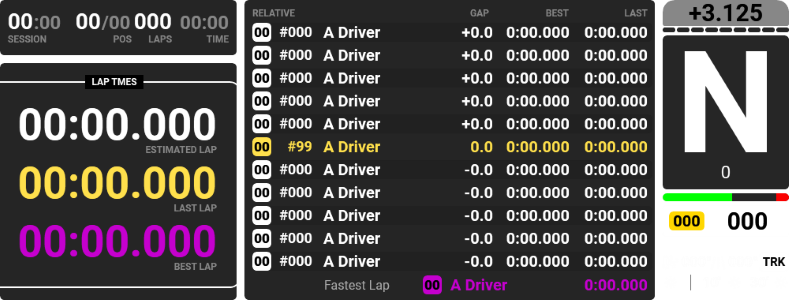 00:00 00/00 000 00:00
SESSION POS LAPS TIME
LAP TMES
00:00.000
ESTIMATED LAP
00:00.000
LAST LAP
00:00.000
BEST LAP
RELATIVE GAP BEST LAST
00 #000 A Driver +0.0 0:00.000 0:00.000
00 #000 A Driver +0.0 0:00.000 0:00.000
00 #000 A Driver +0.0 0:00.000 0:00.000
00 #000 A Driver +0.0 0:00.000 0:00.000
00 #000 A Driver +0.0 0:00.000 0:00.000
00 #99 A Driver 0.0 0:00.000 0:00.000
00 #000 A Driver -0.0 0:00.000 0:00.000
00 #000 A Driver -0.0 0:00.000 0:00.000
00 #000 A Driver -0.0 0:00.000 0:00.000
00 #000 A Driver -0.0 0:00.000 0:00.000
00 #000 A Driver -0.0 0:00.000 0:00.000
Fastest Lap 00 A Driver 0:00.000
+3.125
N
0
000 000
TRK